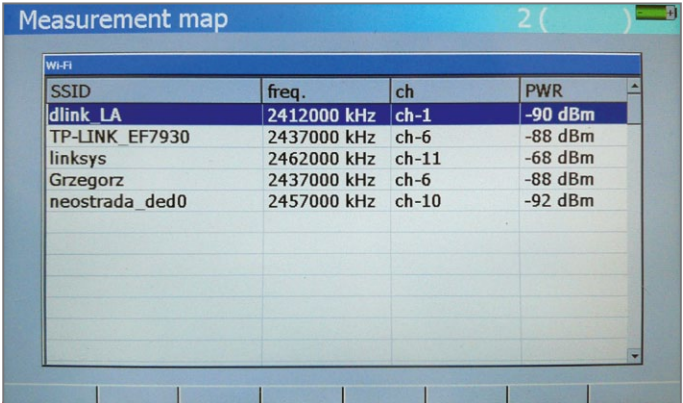 Measurement map 2 ( )
Wi-Fi
SSID freq. ch PWR
dlink_LA 2412000 kHz ch-1 -90 dBm
TP-LINK_EF7930 2437000 kHz ch-6 -88 dBm
linksys 2462000 kHz ch-11 -68 dBm
Grzegorz 2437000 kHz ch-6 -88 dBm
neostrada_ded0 2457000 kHz ch-10 -92 dBm